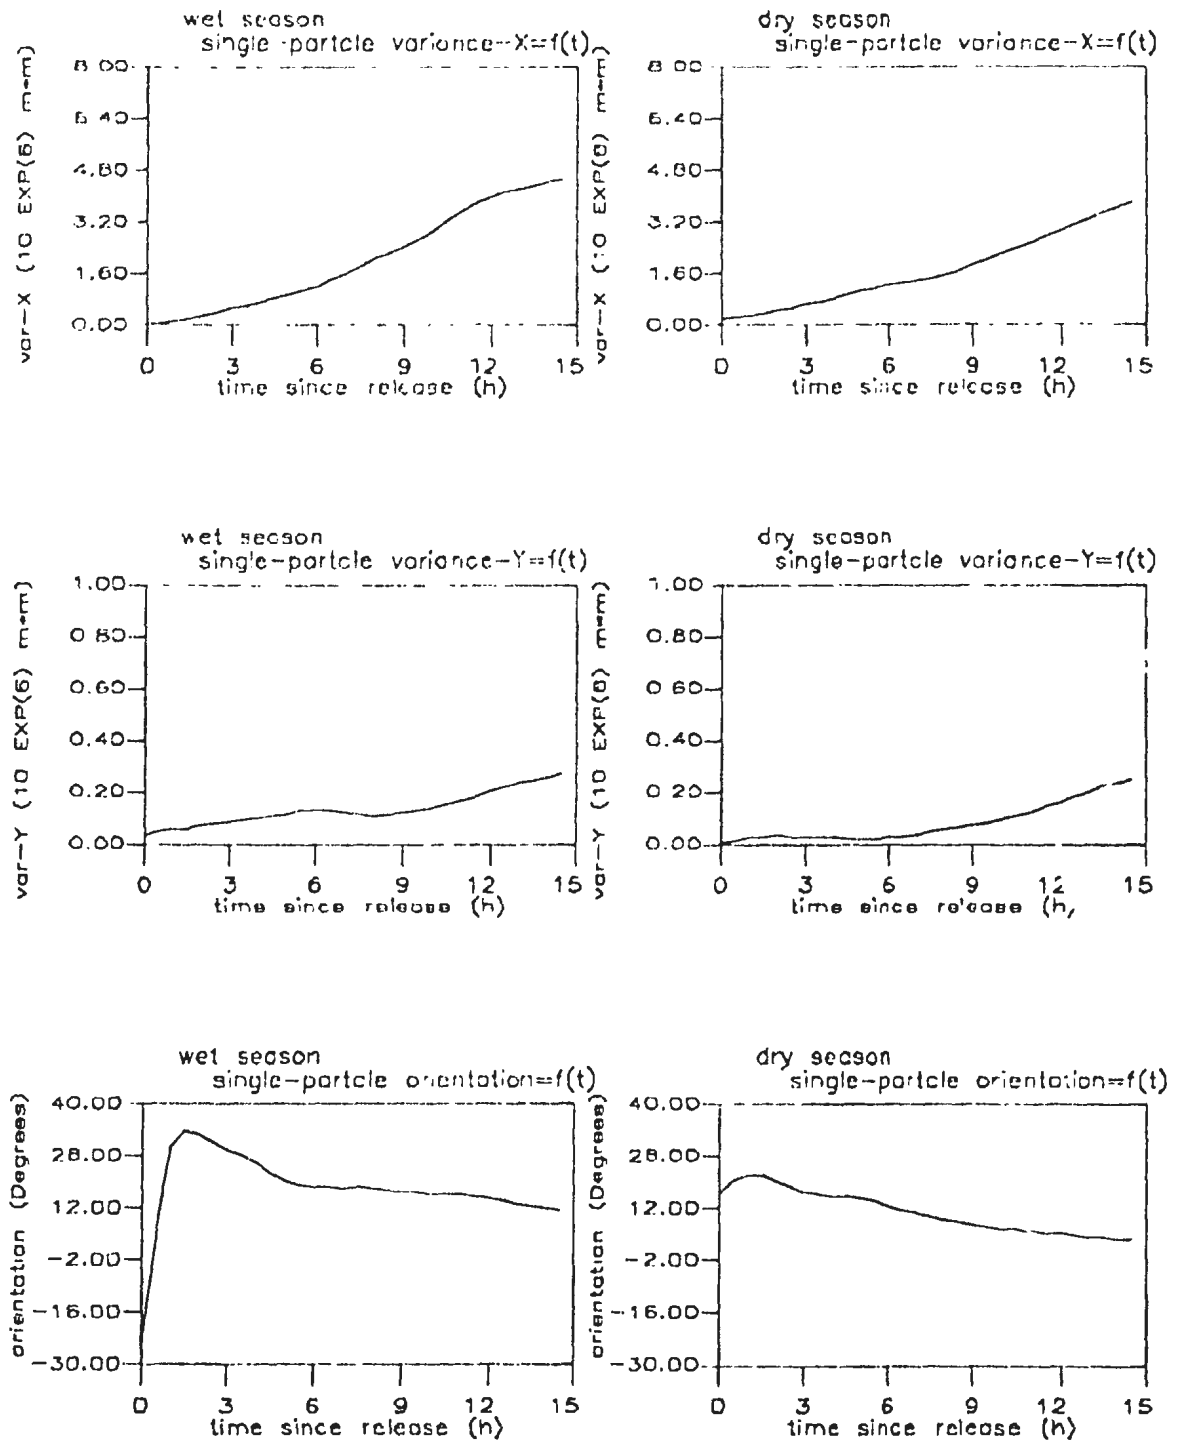 wet season
single-partcle variance-X=f(t)
var-X (10 EXP(6) m*m)
8.00
6.40
4.80
3.20
1.60
0.00
0 3 6 9 12 15
time since release (h)
dry season
single-partcle variance-X=f(t)
var-X (10 EXP(6) m*m)
8.00
6.40
4.80
3.20
1.60
0.00
0 3 6 9 12 15
time since release (h)
wet season
single-partcle variance-Y=f(t)
var-Y (10 EXP(6) m*m)
1.00
0.80
0.60
0.40
0.20
0.00
0 3 6 9 12 15
time since release (h)
dry season
single-partcle variance-Y=f(t)
var-Y (10 EXP(6) m*m)
1.00
0.80
0.60
0.40
0.20
0.00
0 3 6 9 12 15
time since release (h)
wet season
single-partcle orientation=f(t)
orientation (Degrees)
40.00
26.00
12.00
-2.00
-16.00
-30.00
0 3 6 9 12 15
time since release (h)
dry season
single-partcle orientation=f(t)
orientation (Degrees)
40.00
26.00
12.00
-2.00
-16.00
-30.00
0 3 6 9 12 15
time since release (h)